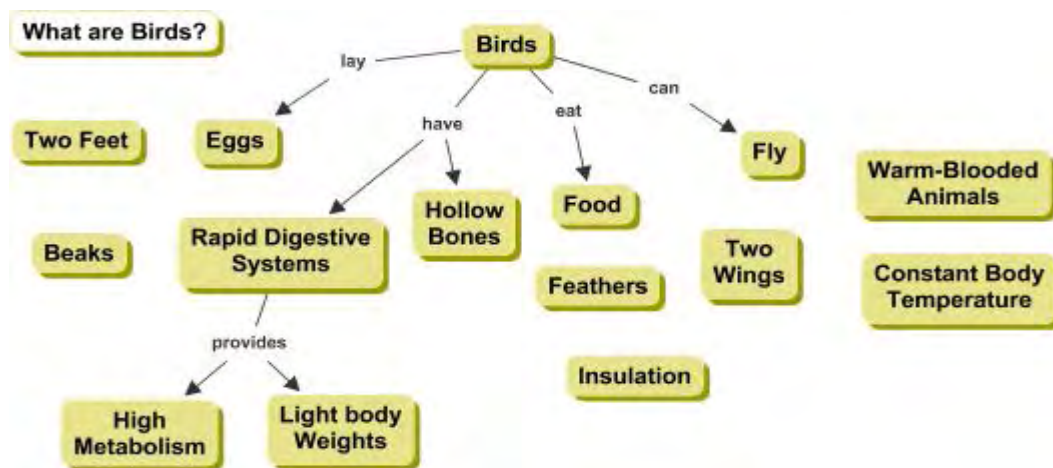 What are Birds?
Birds
lay
can
have
eat
Two Feet
Eggs
Fly
Warm-Blooded
Animals
Hollow
Bones
Food
Rapid Digestive
Systems
Beaks
Two
Wings
Feathers
Constant Body
Temperature
provides
Insulation
High
Metabolism
Light body
Weights